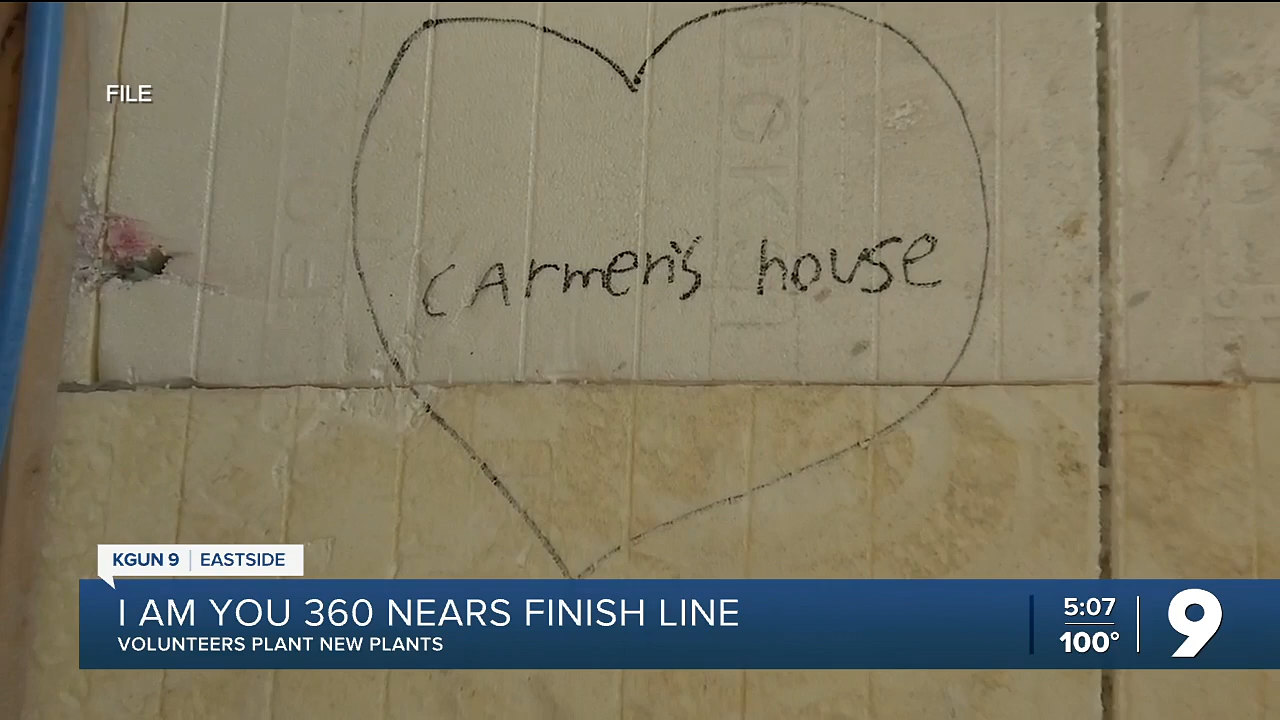 FILE
CArmen's house
KGUN 9 | EASTSIDE
I AM YOU 360 NEARS FINISH LINE
VOLUNTEERS PLANT NEW PLANTS
5:07
100°
9